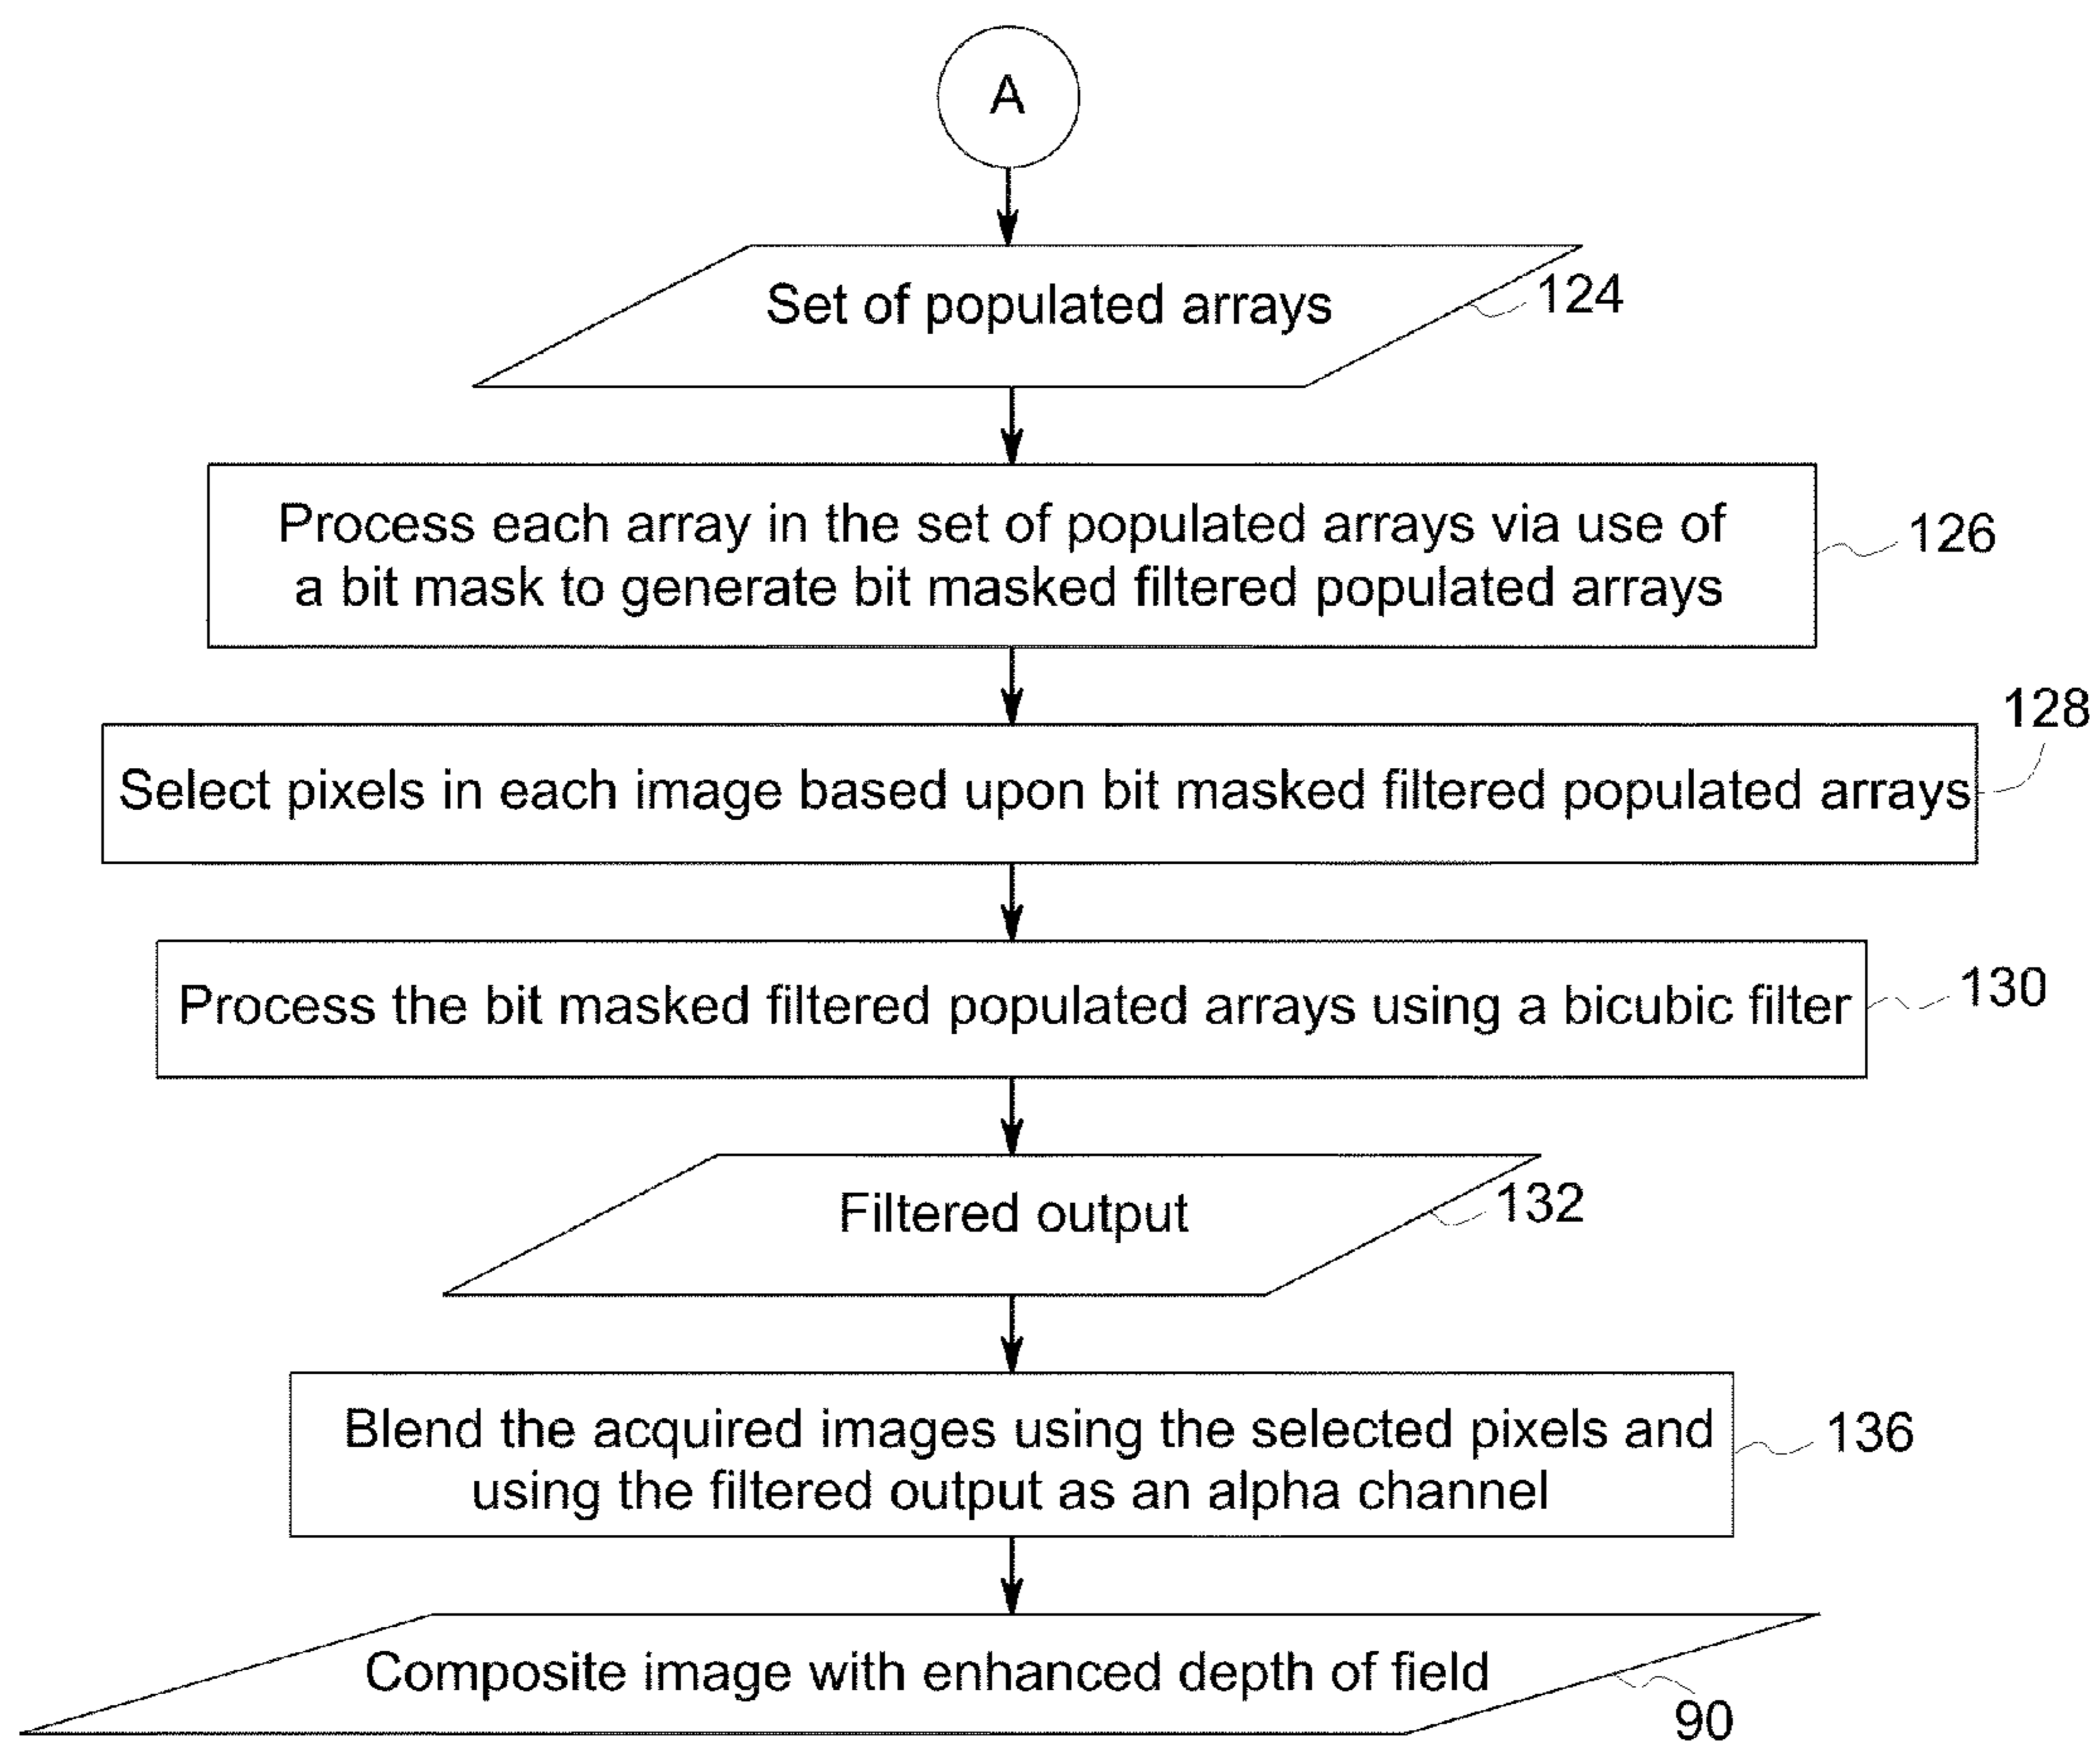 A
Set of populated arrays
124
Process each array in the set of populated arrays via use of
a bit mask to generate bit masked filtered populated arrays
126
128
Select pixels in each image based upon bit masked filtered populated arrays
Process the bit masked filtered populated arrays using a bicubic filter
130
Filtered output
132
Blend the acquired images using the selected pixels and
using the filtered output as an alpha channel
136
Composite image with enhanced depth of field
90